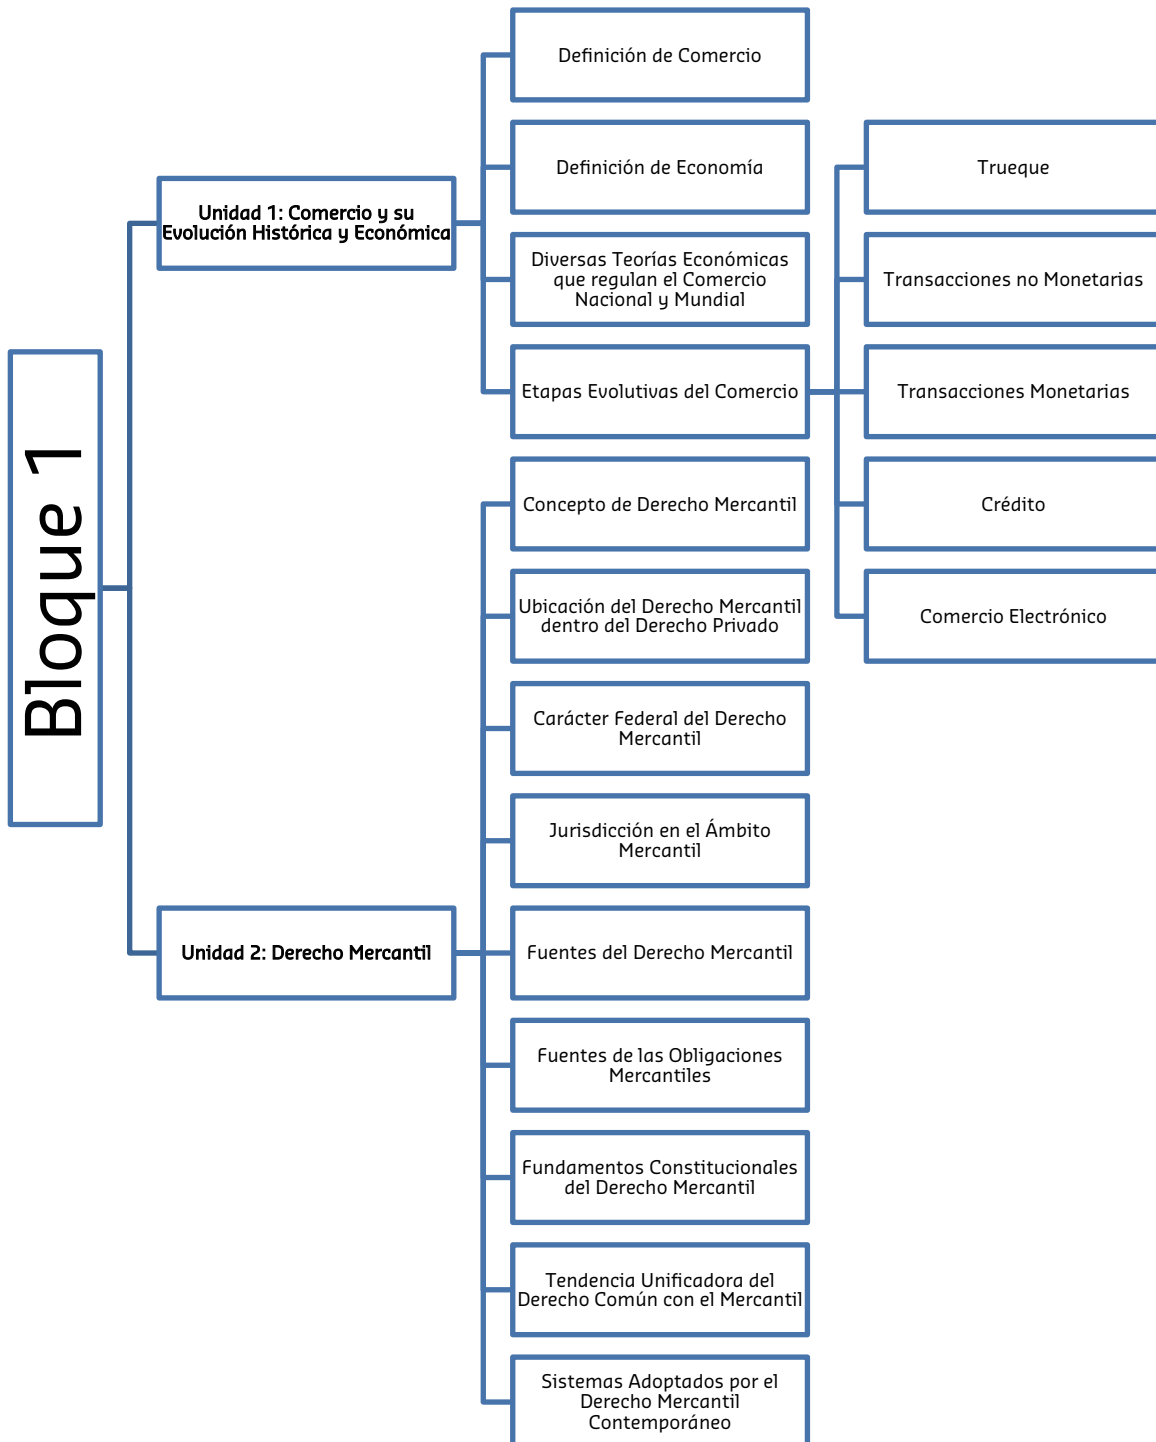 Bloque 1
Unidad 1: Comercio y su
Evolución Histórica y Económica
Definición de Comercio
Definición de Economía
Diversas Teorías Económicas
que regulan el Comercio
Nacional y Mundial
Etapas Evolutivas del Comercio
Trueque
Transacciones no Monetarias
Transacciones Monetarias
Crédito
Comercio Electrónico
Unidad 2: Derecho Mercantil
Concepto de Derecho Mercantil
Ubicación del Derecho Mercantil
dentro del Derecho Privado
Carácter Federal del Derecho
Mercantil
Jurisdicción en el Ámbito
Mercantil
Fuentes del Derecho Mercantil
Fuentes de las Obligaciones
Mercantiles
Fundamentos Constitucionales
del Derecho Mercantil
Tendencia Unificadora del
Derecho Común con el Mercantil
Sistemas Adoptados por el
Derecho Mercantil
Contemporáneo